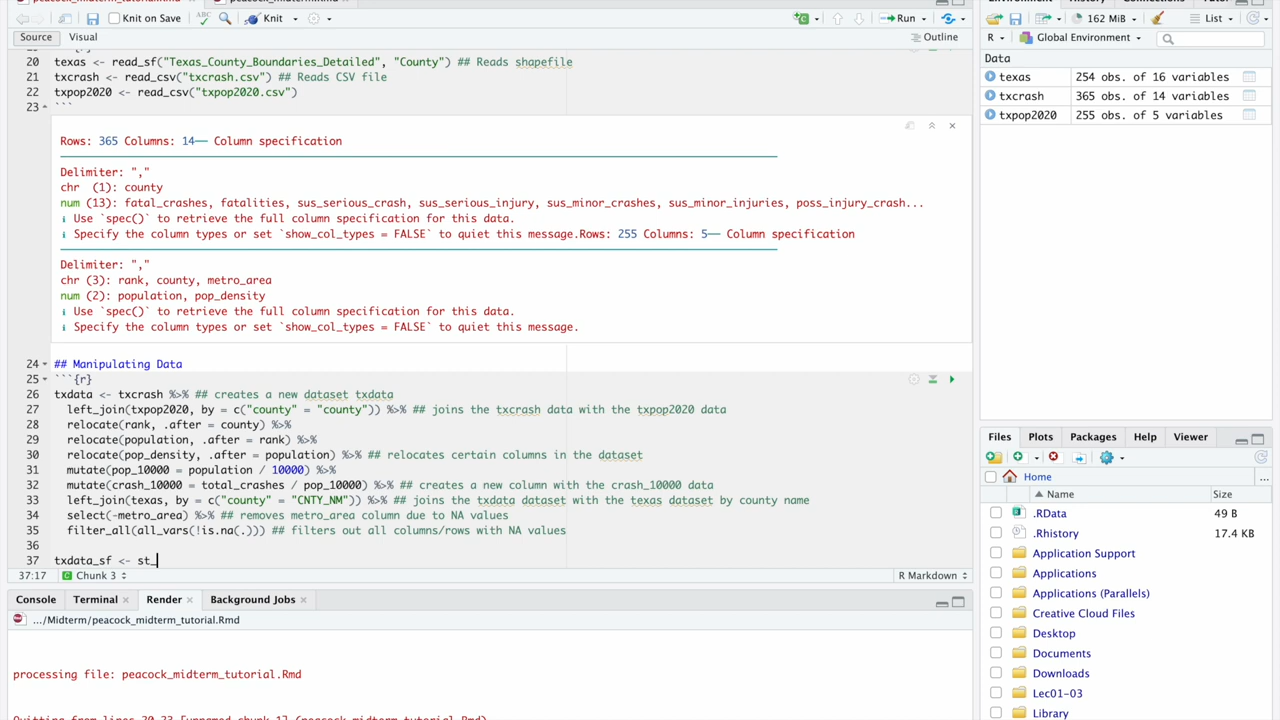 peacock_midterm_tutorial.Rmd
Environment History Connections Tutor
Knit on Save ABC Knit Run 162 MiB List
Source Visual Outline R Global Environment
Data
20 texas <- read_sf("Texas_County_Boundaries_Detailed", "County") ## Reads shapefile
21 txcrash <- read_csv("txcrash.csv") ## Reads CSV file
22 txpop2020 <- read_csv("txpop2020.csv")
23 ```
texas 254 obs. of 16 variables
txcrash 365 obs. of 14 variables
txpop2020 255 obs. of 5 variables
Rows: 365 Columns: 14── Column specification
Delimiter: ","
chr (1): county
num (13): fatal_crashes, fatalities, sus_serious_crash, sus_serious_injury, sus_minor_crashes, sus_minor_injuries, poss_injury_crash...
ℹ Use `spec()` to retrieve the full column specification for this data.
ℹ Specify the column types or set `show_col_types = FALSE` to quiet this message.Rows: 255 Columns: 5── Column specification
Delimiter: ","
chr (3): rank, county, metro_area
num (2): population, pop_density
ℹ Use `spec()` to retrieve the full column specification for this data.
ℹ Specify the column types or set `show_col_types = FALSE` to quiet this message.
24 ## Manipulating Data
25 ```{r}
26 txdata <- txcrash %>% ## creates a new dataset txdata
27 left_join(txpop2020, by = c("county" = "county")) %>% ## joins the txcrash data with the txpop2020 data
28 relocate(rank, .after = county) %>%
29 relocate(population, .after = rank) %>%
30 relocate(pop_density, .after = population) %>% ## relocates certain columns in the dataset
31 mutate(pop_10000 = population / 10000) %>%
32 mutate(crash_10000 = total_crashes / pop_10000) %>% ## creates a new column with the crash_10000 data
33 left_join(texas, by = c("county" = "CNTY_NM")) %>% ## joins the txdata dataset with the texas dataset by county name
34 select(-metro_area) %>% ## removes metro_area column due to NA values
35 filter_all(all_vars(!is.na(.))) ## filters out all columns/rows with NA values
36
37 txdata_sf <- st_
37:17 Chunk 3 R Markdown
Console Terminal Render Background Jobs
.../Midterm/peacock_midterm_tutorial.Rmd
processing file: peacock_midterm_tutorial.Rmd
Quitting from lines 20-23 [unnamed-chunk-1] (peacock_midterm_tutorial.Rmd)
Files Plots Packages Help Viewer
Home ...
Name Size
.RData 49 B
.Rhistory 17.4 KB
Application Support
Applications
Applications (Parallels)
Creative Cloud Files
Desktop
Documents
Downloads
Lec01-03
Library